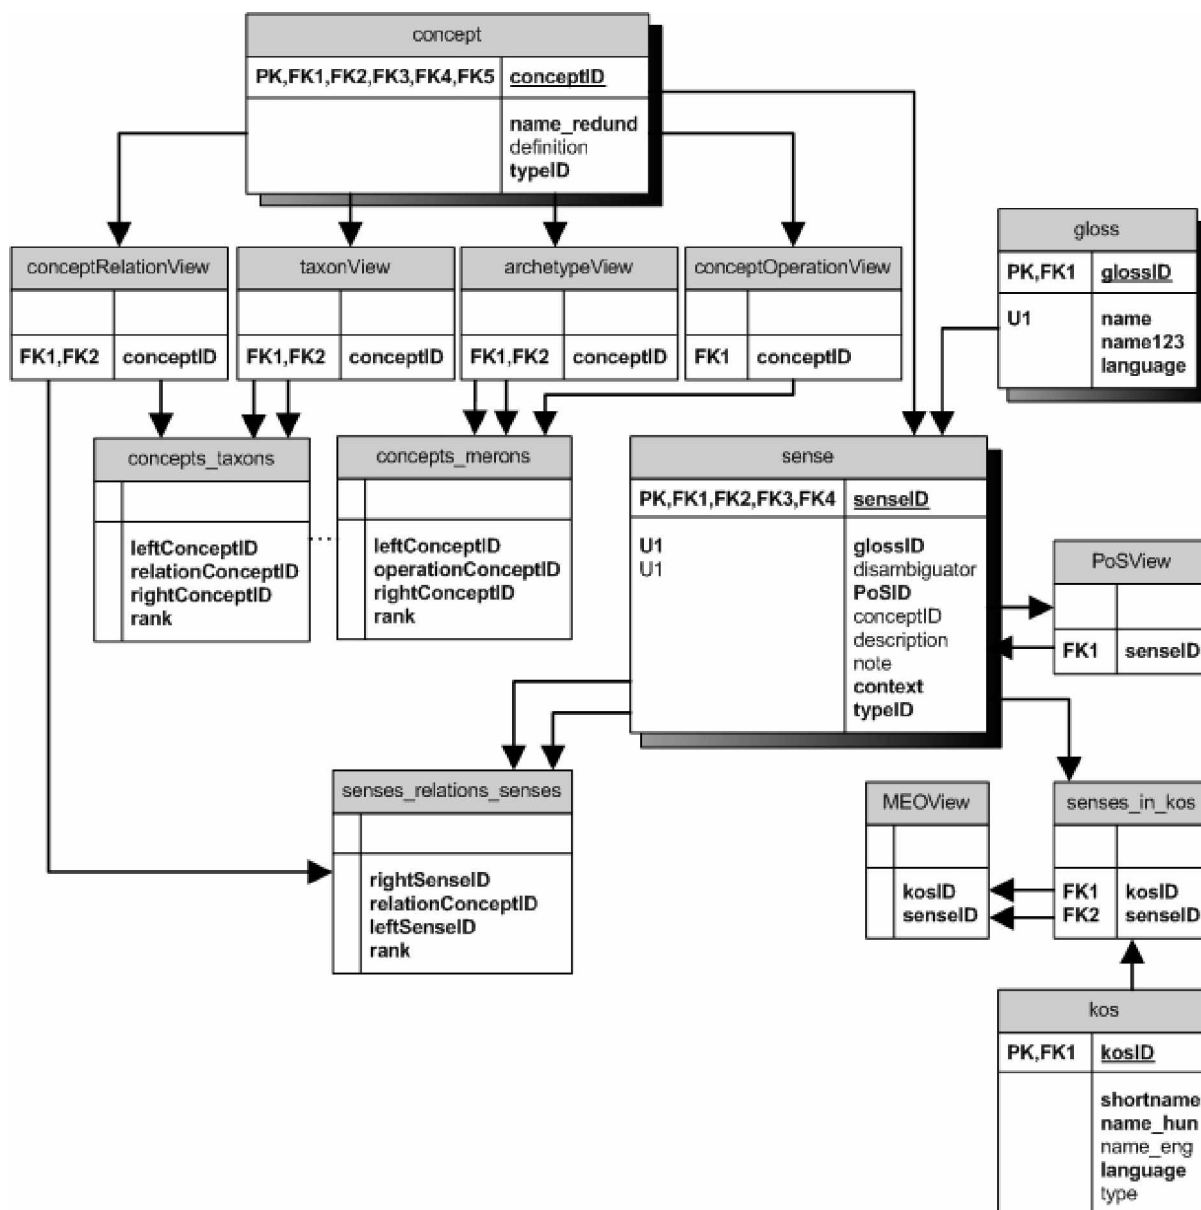 concept
PK,FK1,FK2,FK3,FK4,FK5 conceptID
name_redund
definition
typeID
conceptRelationView
FK1,FK2 conceptID
taxonView
FK1,FK2 conceptID
archetypeView
FK1,FK2 conceptID
conceptOperationView
FK1 conceptID
gloss
PK,FK1 glossID
U1 name
name123
language
concepts_taxons
leftConceptID
relationConceptID
rightConceptID
rank
concepts_merons
leftConceptID
operationConceptID
rightConceptID
rank
sense
PK,FK1,FK2,FK3,FK4 senseID
U1 glossID
U1 disambiguator
PoSID
conceptID
description
note
context
typeID
PoSView
FK1 senseID
senses_relations_senses
rightSenseID
relationConceptID
leftSenseID
rank
MEOView
kosID
senseID
senses_in_kos
FK1 kosID
FK2 senseID
kos
PK,FK1 kosID
shortname
name_hun
name_eng
language
type